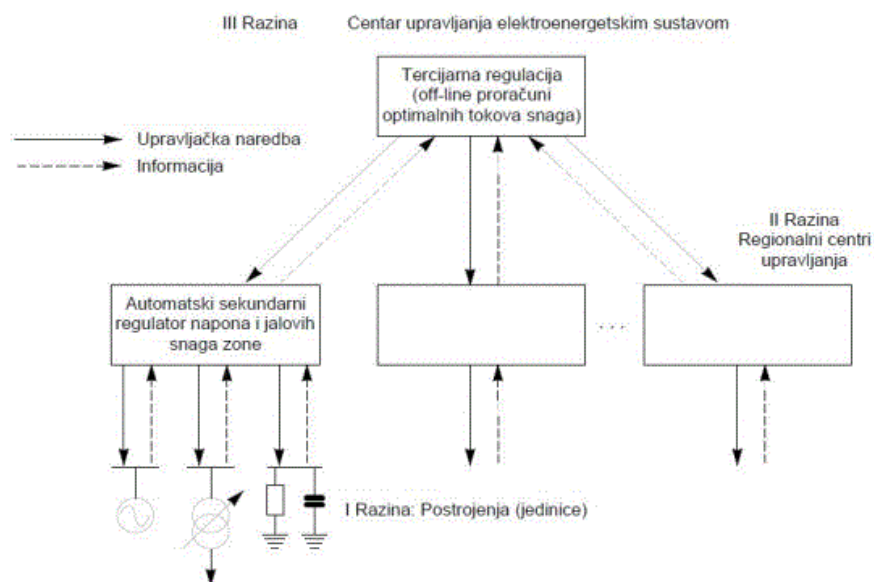 III Razina Centar upravljanja elektroenergetskim sustavom
Tercijarna regulacija
(off-line proračuni
optimalnih tokova snaga)
Upravljačka naredba
Informacija
II Razina
Regionalni centri
upravljanja
Automatski sekundarni
regulator napona i jalovih
snaga zone
...
I Razina: Postrojenja (jedinice)